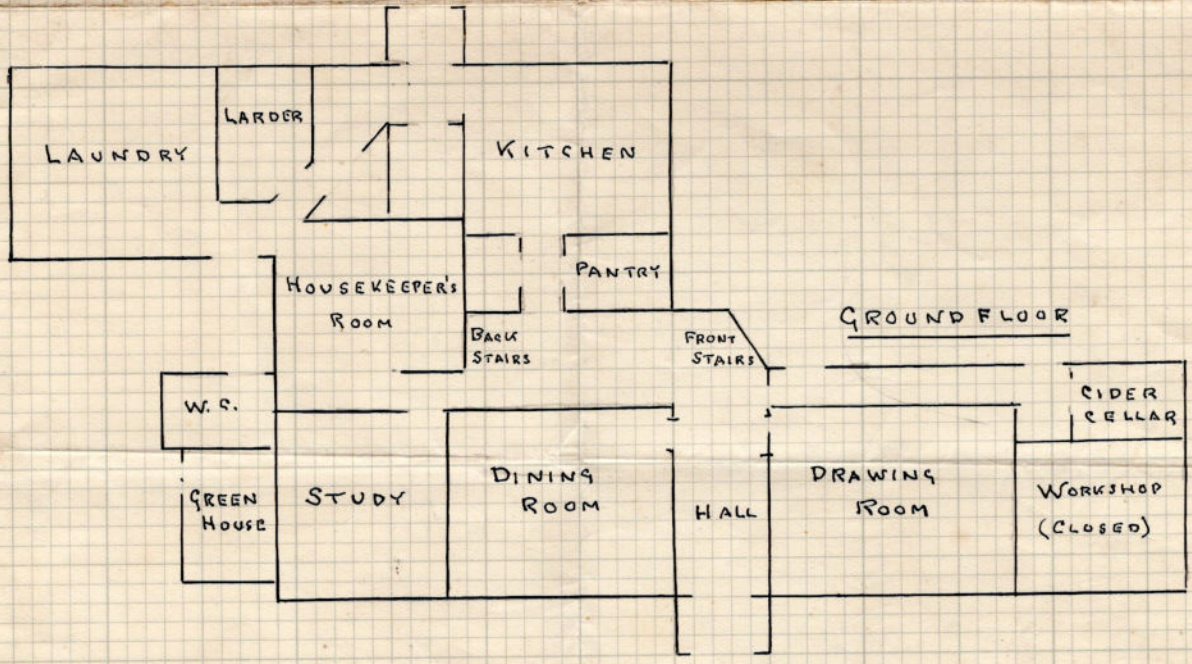 LARDER
LAUNDRY
KITCHEN
PANTRY
HOUSEKEEPER'S
ROOM
BACK
STAIRS
FRONT
STAIRS
GROUND FLOOR
W.C.
CIDER
CELLAR
GREEN
HOUSE
STUDY
DINING
ROOM
HALL
DRAWING
ROOM
WORKSHOP
(CLOSED)